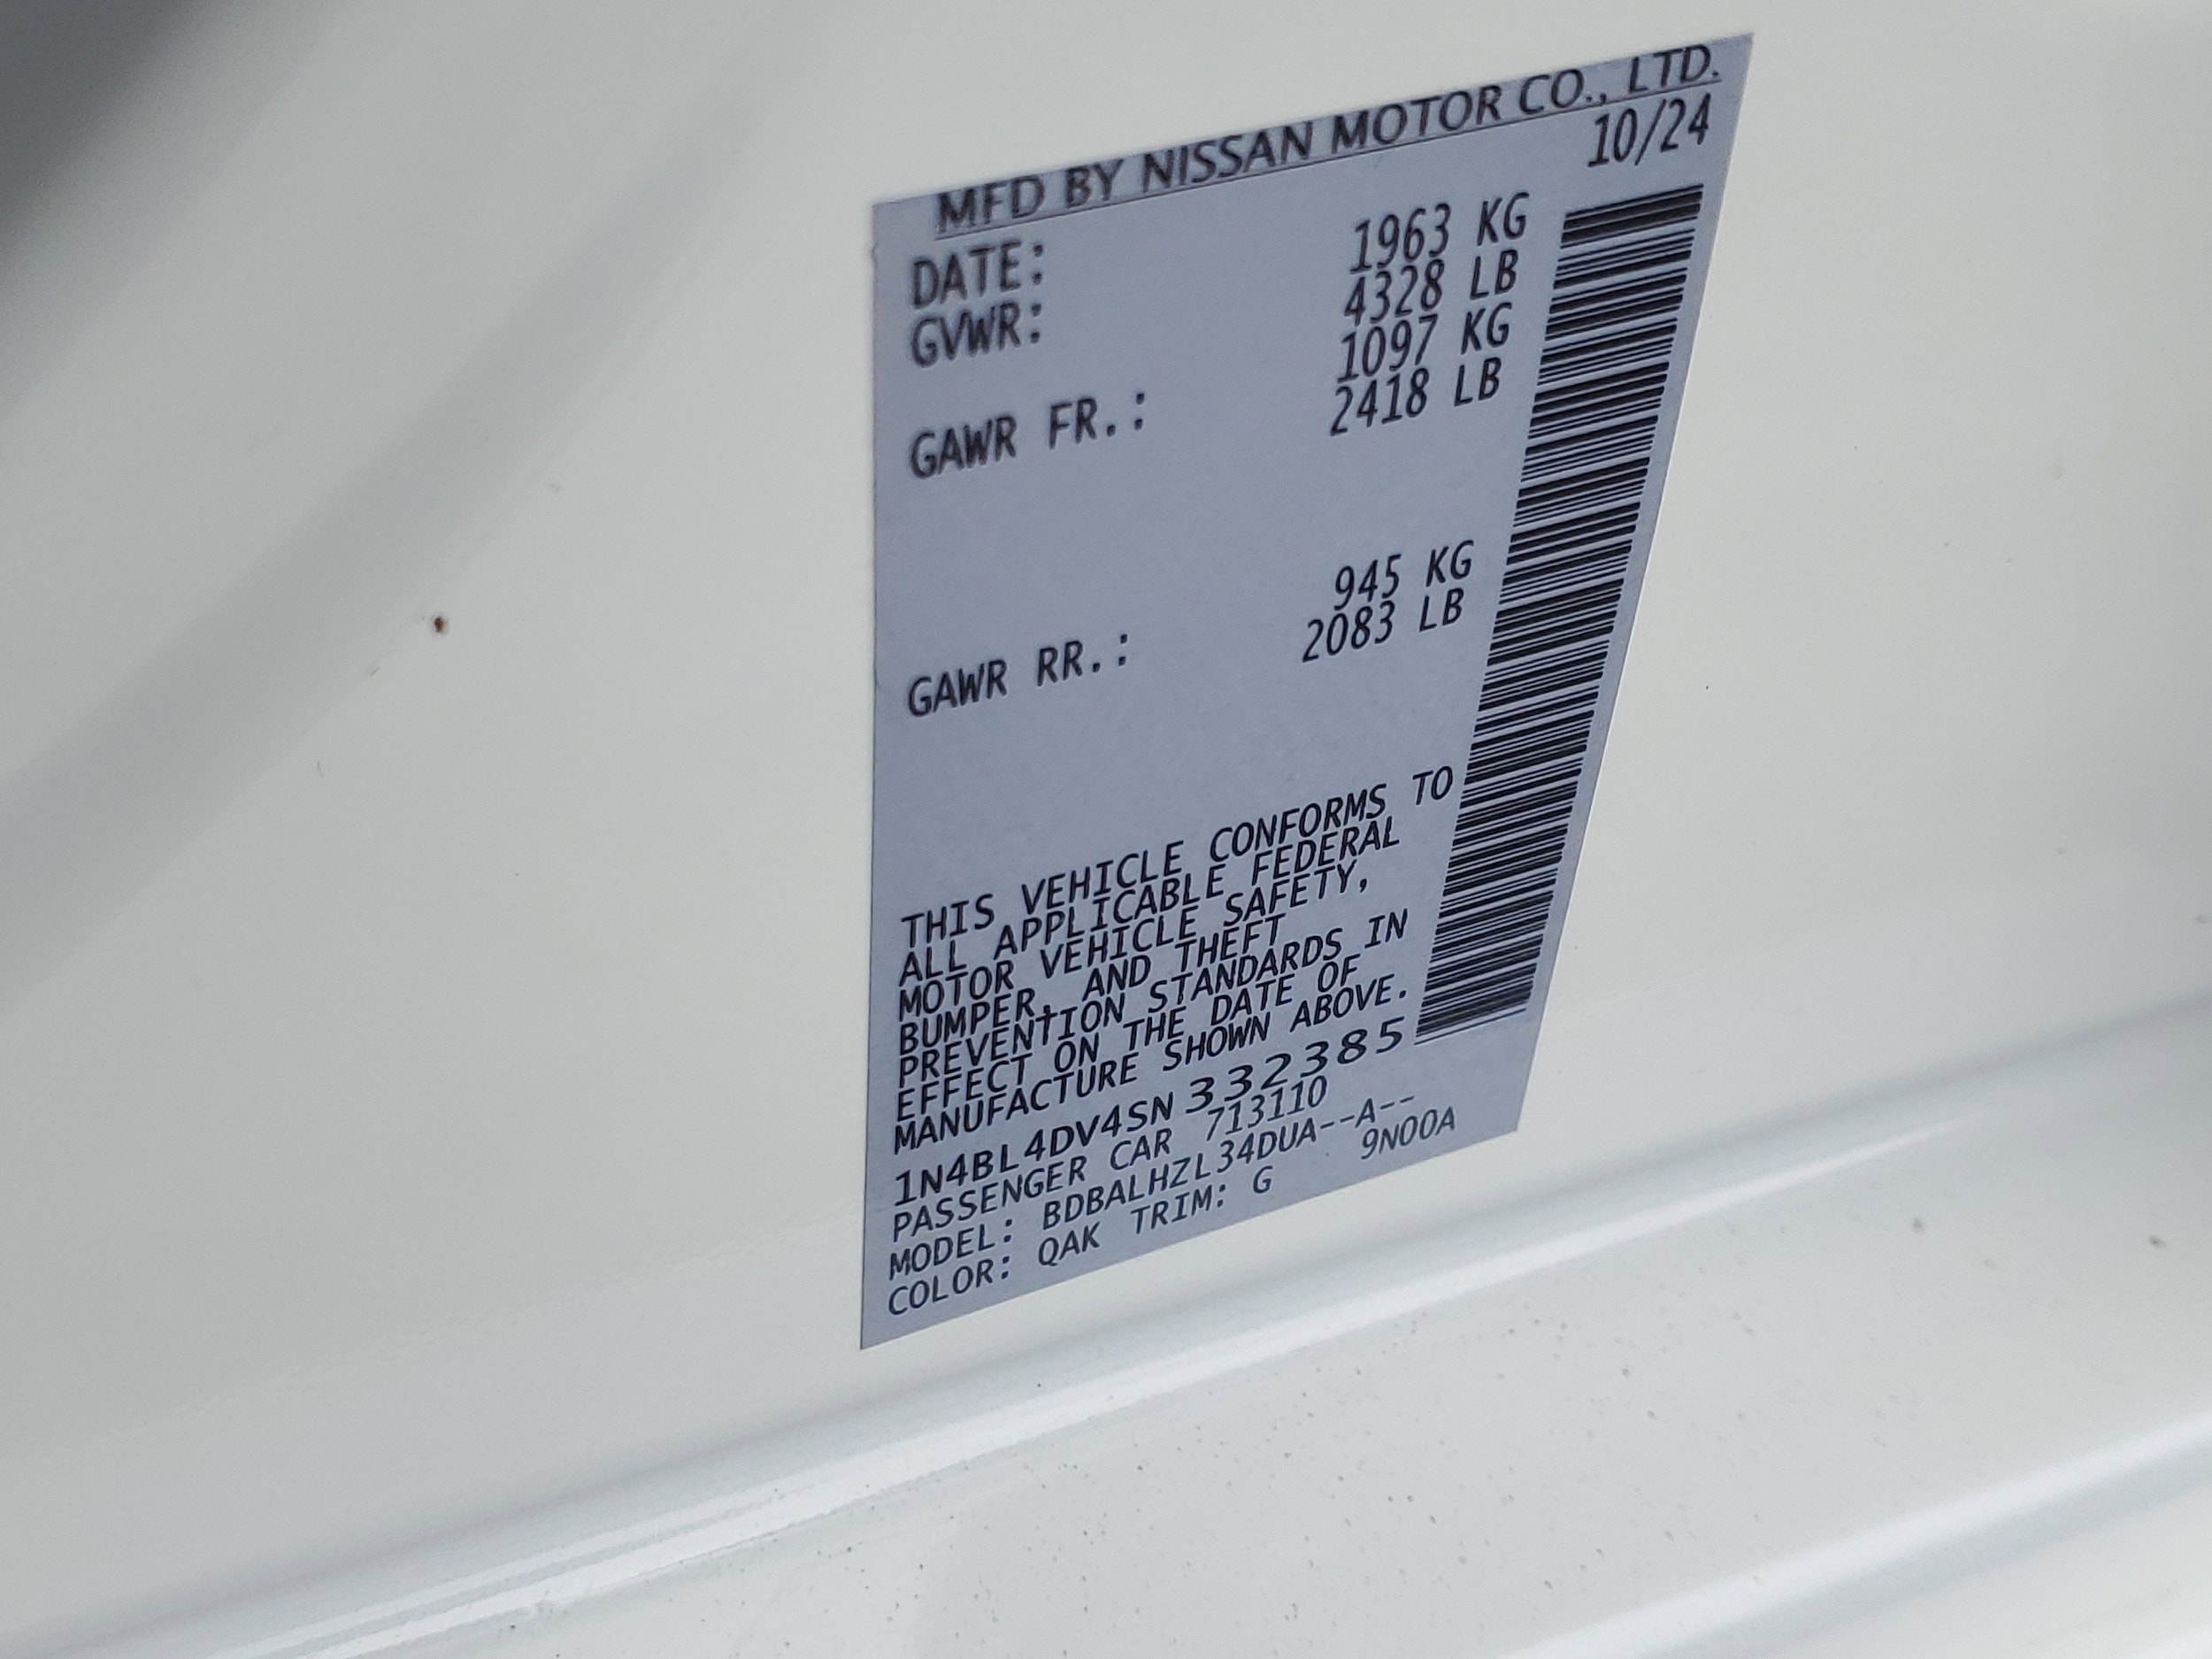 MFD BY NISSAN MOTOR CO., LTD.
DATE: 10/24
GVWR: 1963 KG
4328 LB
GAWR FR.: 1097 KG
2418 LB
GAWR RR.: 945 KG
2083 LB
THIS VEHICLE CONFORMS TO
ALL APPLICABLE FEDERAL
MOTOR VEHICLE SAFETY,
BUMPER, AND THEFT
PREVENTION STANDARDS IN
EFFECT ON THE DATE OF
MANUFACTURE SHOWN ABOVE.
1N4BL4DV4SN332385
PASSENGER CAR 713110
MODEL: BDBALHZL34DUA--A--
COLOR: QAK TRIM: G 9N00A